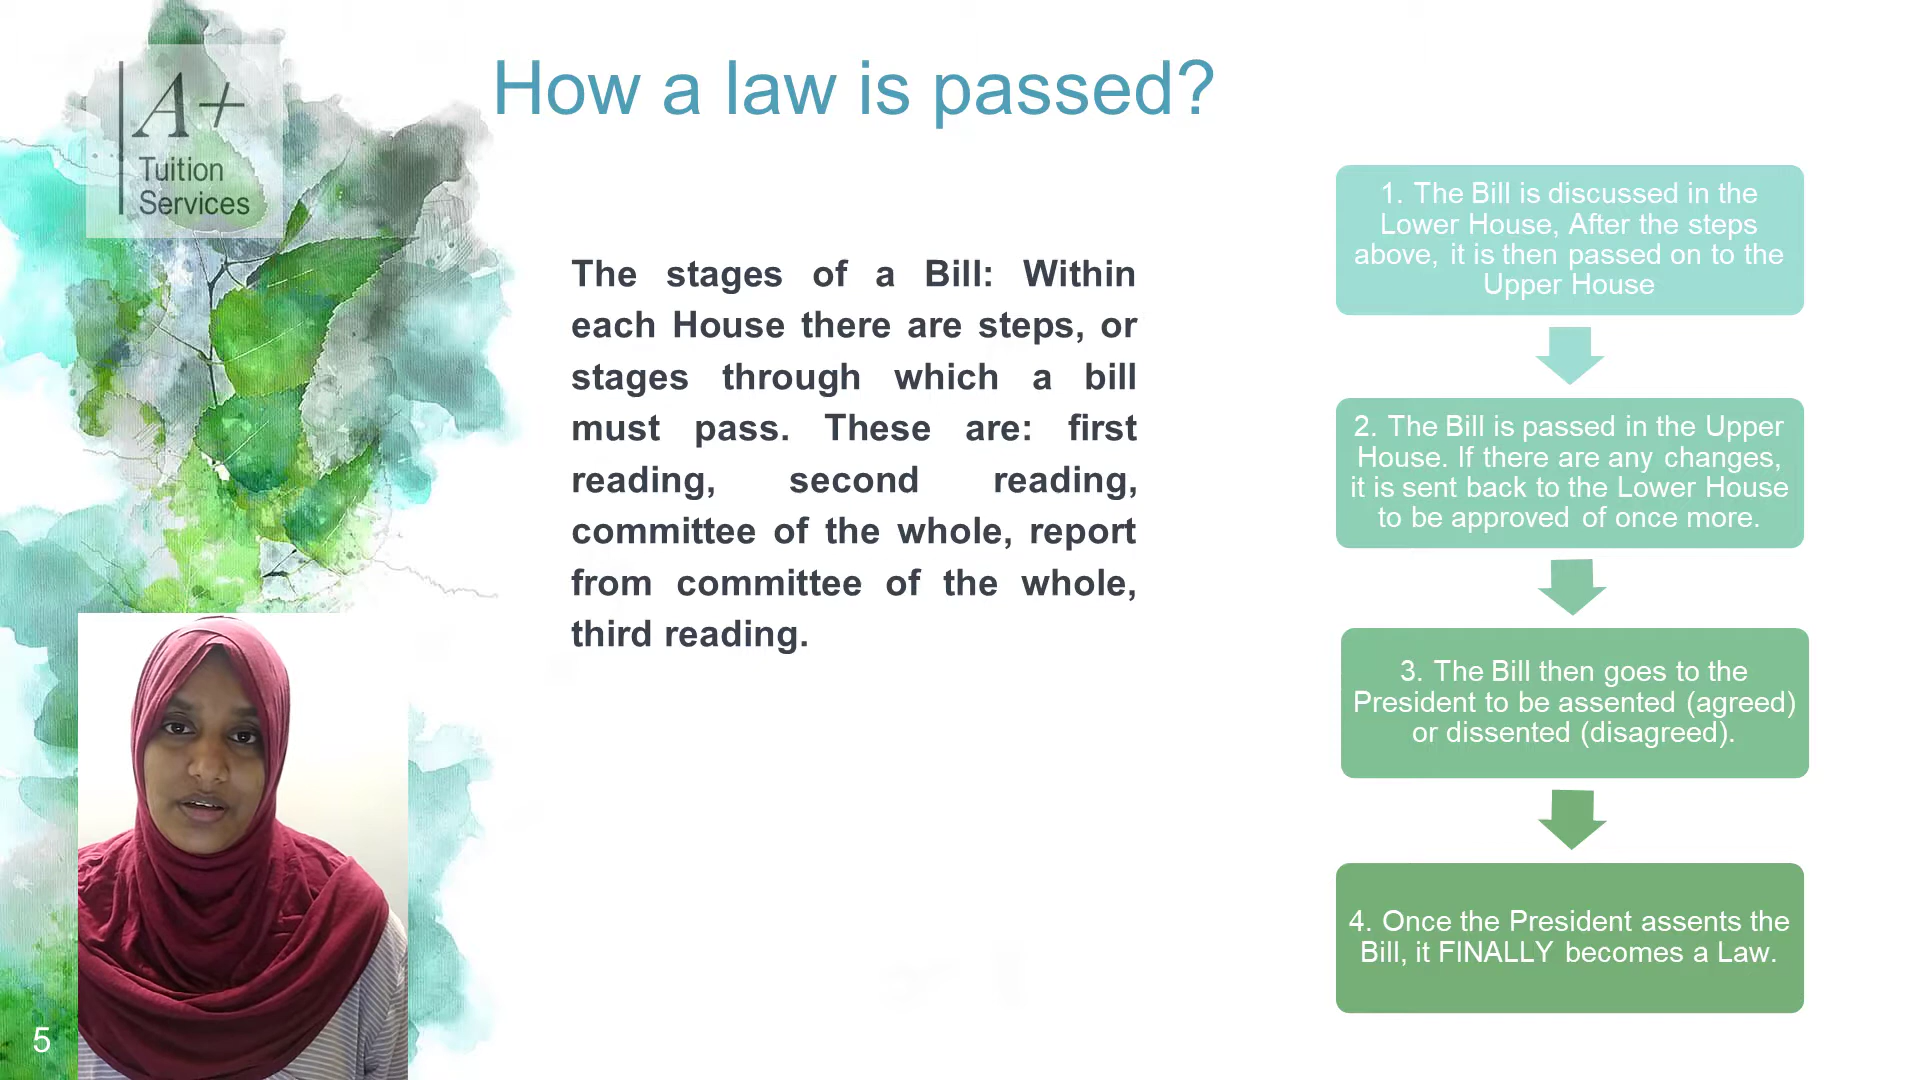 A+
Tuition
Services
How a law is passed?
The stages of a Bill: Within
each House there are steps, or
stages through which a bill
must pass. These are: first
reading, second reading,
committee of the whole, report
from committee of the whole,
third reading.
1. The Bill is discussed in the
Lower House, After the steps
above, it is then passed on to the
Upper House
2. The Bill is passed in the Upper
House. If there are any changes,
it is sent back to the Lower House
to be approved of once more.
3. The Bill then goes to the
President to be assented (agreed)
or dissented (disagreed).
4. Once the President assents the
Bill, it FINALLY becomes a Law.
5